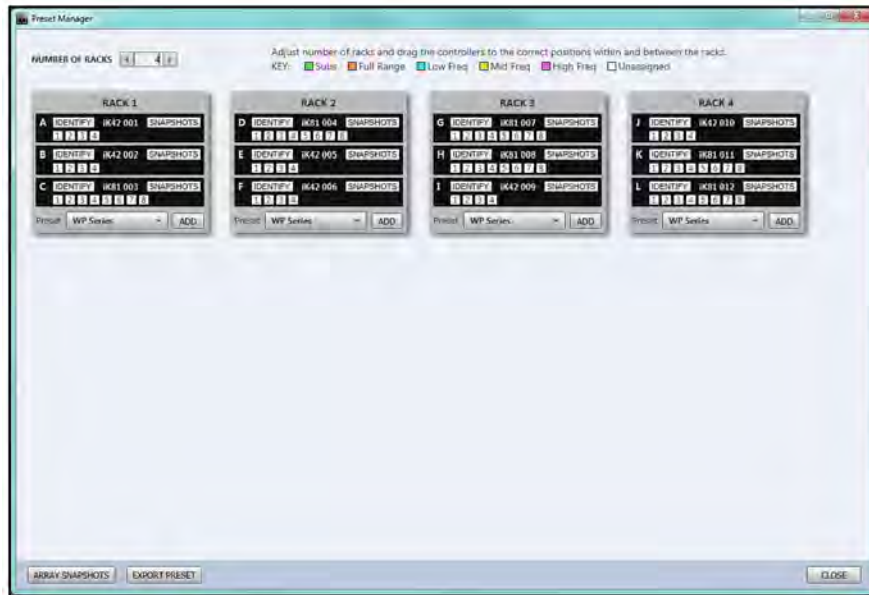 Preset Manager
NUMBER OF RACKS 4
Adjust number of racks and drag the controllers to the correct positions within and between the racks.
KEY: Subs Full Range Low Freq Mid Freq High Freq Unassigned
RACK 1
A IDENTIFY iK42 001 SNAPSHOTS
1 2 3 4
B IDENTIFY iK42 002 SNAPSHOTS
1 2 3 4
C IDENTIFY iK81 003 SNAPSHOTS
1 2 3 4 5 6 7 8
Preset WP Series ADD
RACK 2
D IDENTIFY iK81 004 SNAPSHOTS
1 2 3 4 5 6 7 8
E IDENTIFY iK42 005 SNAPSHOTS
1 2 3 4
F IDENTIFY iK42 006 SNAPSHOTS
1 2 3 4
Preset WP Series ADD
RACK 3
G IDENTIFY iK81 007 SNAPSHOTS
1 2 3 4 5 6 7 8
H IDENTIFY iK81 008 SNAPSHOTS
1 2 3 4 5 6 7 8
I IDENTIFY iK42 009 SNAPSHOTS
1 2 3 4
Preset WP Series ADD
RACK 4
J IDENTIFY iK42 010 SNAPSHOTS
1 2 3 4
K IDENTIFY iK81 011 SNAPSHOTS
1 2 3 4 5 6 7 8
L IDENTIFY iK81 012 SNAPSHOTS
1 2 3 4 5 6 7 8
Preset WP Series ADD
ARRAY SNAPSHOTS EXPORT PRESET CLOSE